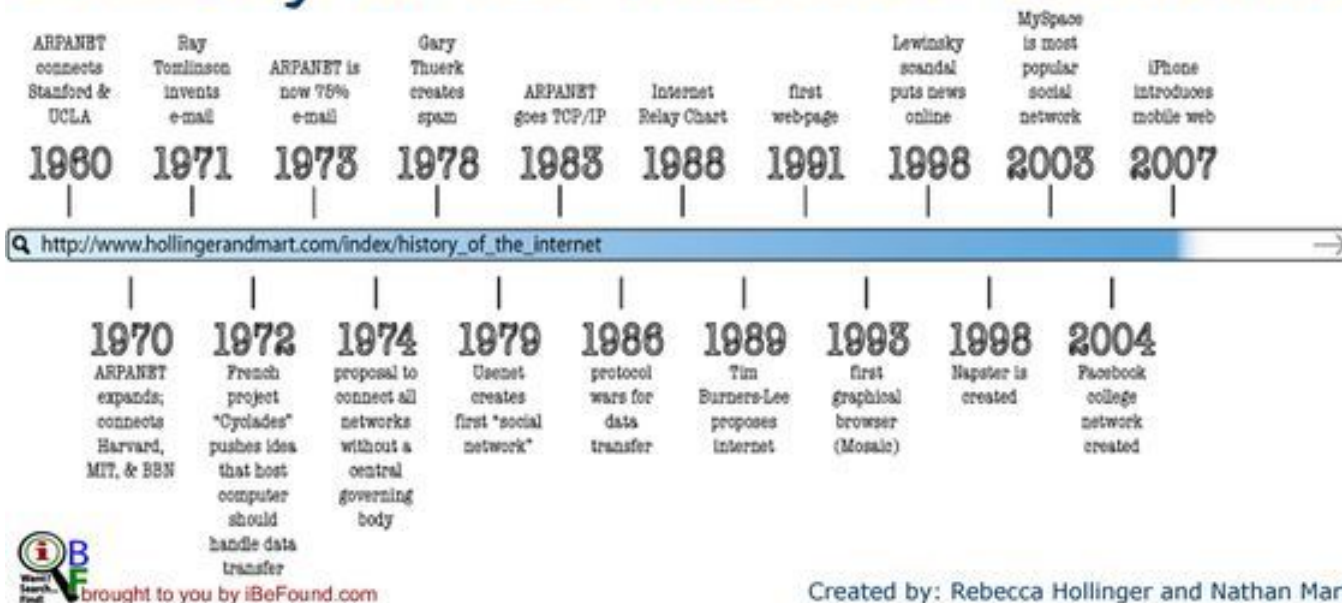 ARPANET
connects
Stanford &
UCLA
1960
Ray
Tomlinson
invents
e-mail
1971
ARPANET is
now 75%
e-mail
1973
Gary
Thuerk
creates
spam
1978
ARPANET
goes TCP/IP
1983
Internet
Relay Chart
1988
first
web-page
1991
Lewinsky
scandal
puts news
online
1998
MySpace
is most
popular
social
network
2003
iPhone
introduces
mobile web
2007
http://www.hollingerandmart.com/index/history_of_the_internet
1970
ARPANET
expands;
connects
Harvard,
MIT, & BBN
1972
French
project
"Cyclades"
pushes idea
that host
computer
should
handle data
transfer
1974
proposal to
connect all
networks
without a
central
governing
body
1979
Usenet
creates
first "social
network"
1986
protocol
wars for
data
transfer
1989
Tim
Burners-Lee
proposes
internet
1993
first
graphical
browser
(Mosaic)
1998
Napster is
created
2004
Facebook
college
network
created
i B
F
Want?
Search...
Find!
brought to you by iBeFound.com
Created by: Rebecca Hollinger and Nathan Mar